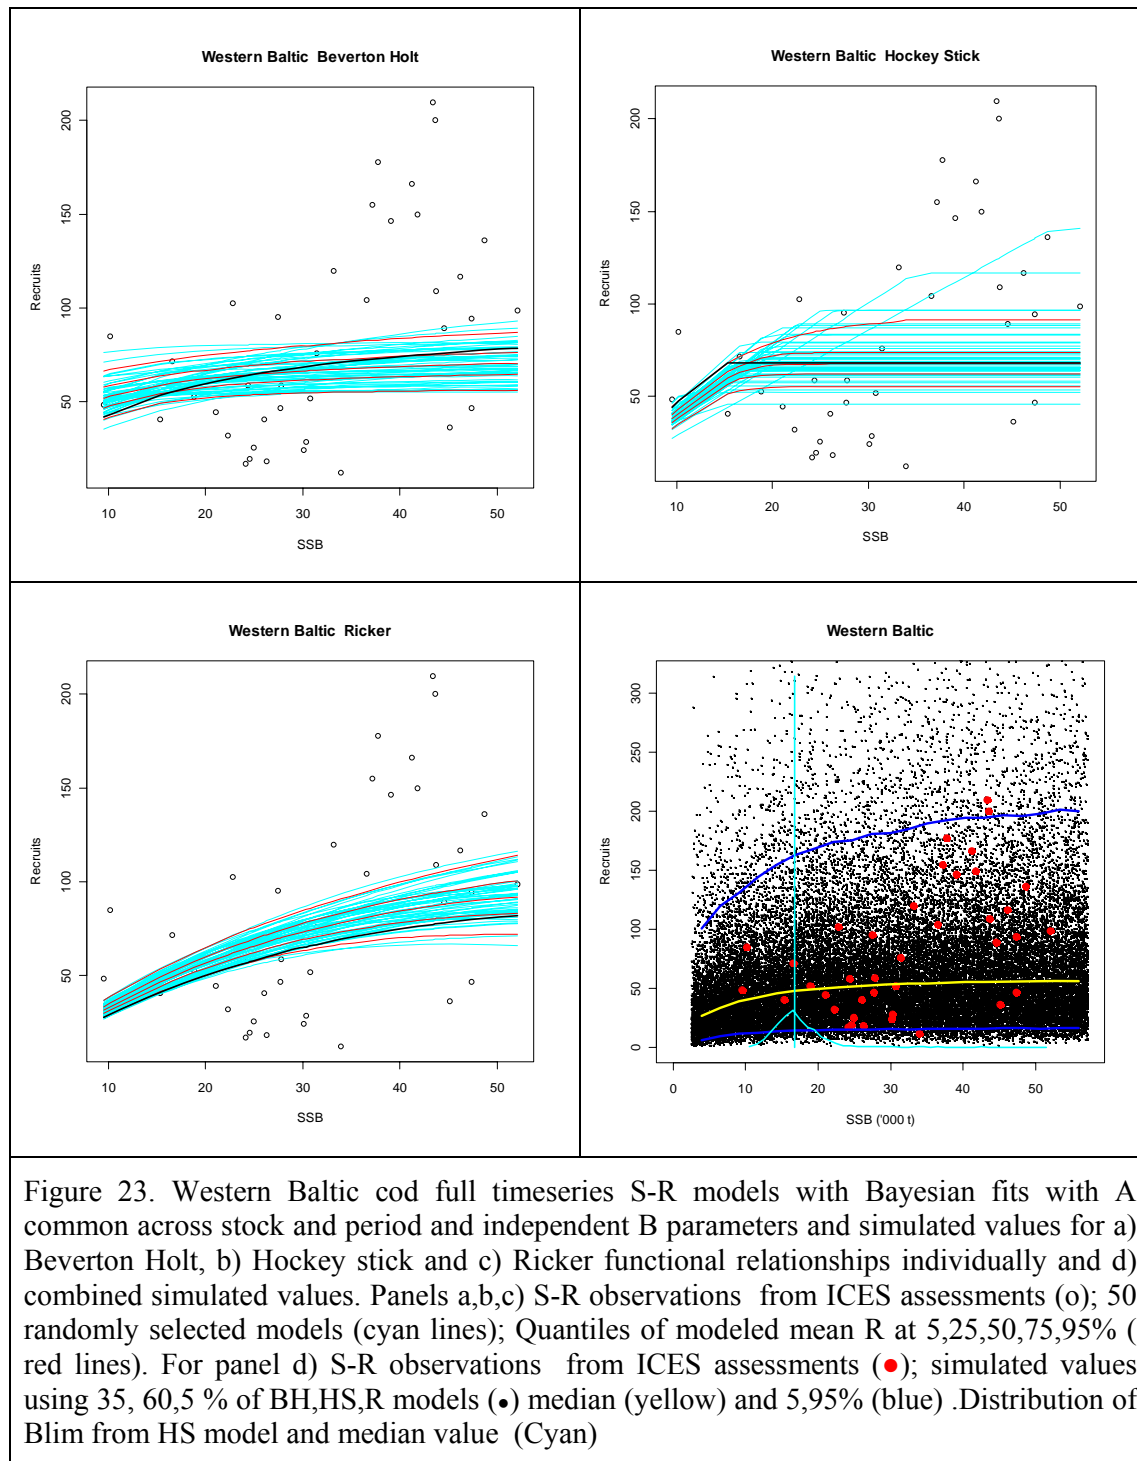 Western Baltic Beverton Holt
Recruits
50 100 150 200
10 20 30 40 50
SSB
Western Baltic Hockey Stick
Recruits
50 100 150 200
10 20 30 40 50
SSB
Western Baltic Ricker
Recruits
50 100 150 200
10 20 30 40 50
SSB
Western Baltic
Recruits
0 50 100 150 200 250 300
0 10 20 30 40 50
SSB ('000 t)
Figure 23. Western Baltic cod full timeseries S-R models with Bayesian fits with A
common across stock and period and independent B parameters and simulated values for a)
Beverton Holt, b) Hockey stick and c) Ricker functional relationships individually and d)
combined simulated values. Panels a,b,c) S-R observations from ICES assessments (o); 50
randomly selected models (cyan lines); Quantiles of modeled mean R at 5,25,50,75,95% (
red lines). For panel d) S-R observations from ICES assessments (●); simulated values
using 35, 60,5 % of BH,HS,R models (•) median (yellow) and 5,95% (blue) .Distribution of
Blim from HS model and median value (Cyan)